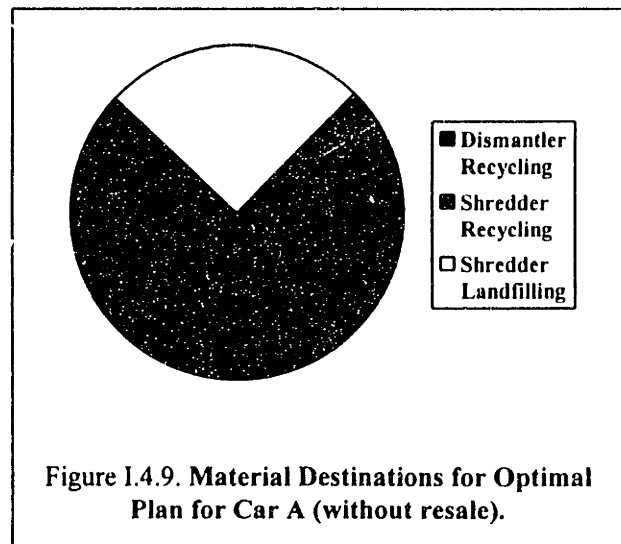 Dismantler
Recycling
Shredder
Recycling
Shredder
Landfilling
Figure I.4.9. Material Destinations for Optimal
Plan for Car A (without resale).